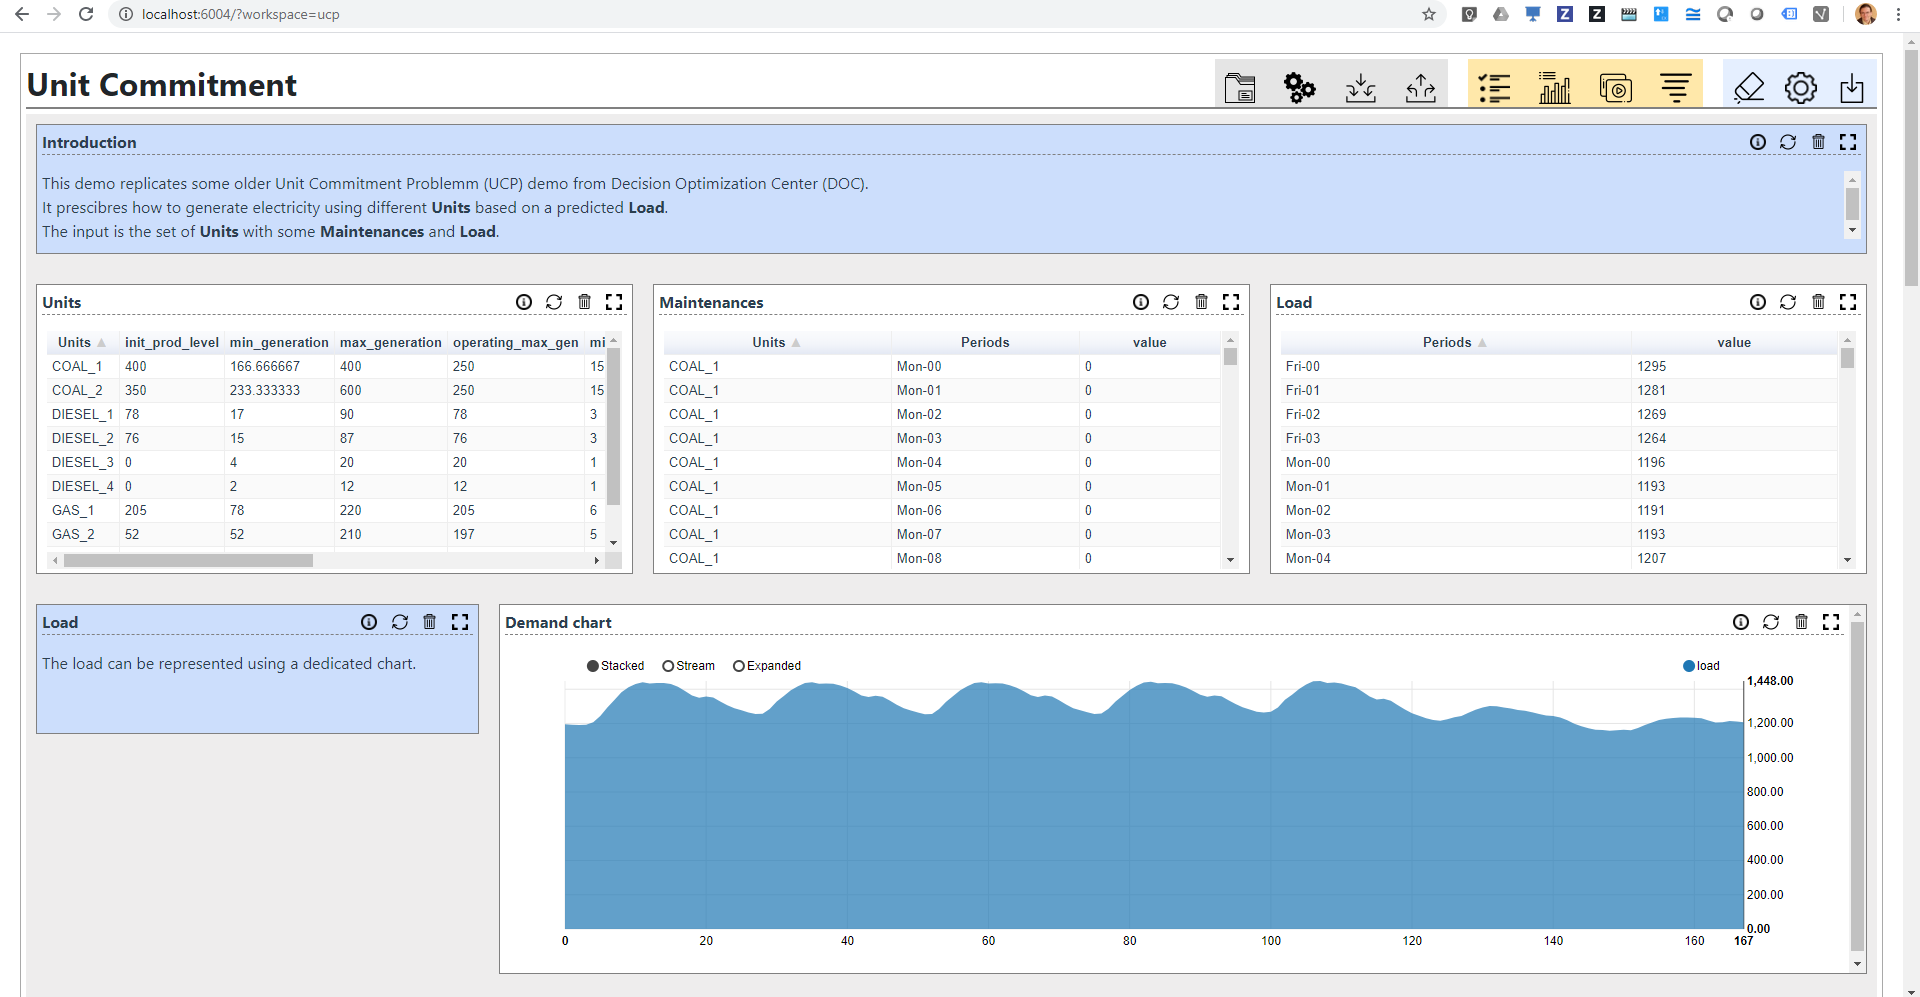 localhost:6004/?workspace=ucp
Unit Commitment
Introduction
This demo replicates some older Unit Commitment Problemm (UCP) demo from Decision Optimization Center (DOC).
It prescibres how to generate electricity using different Units based on a predicted Load.
The input is the set of Units with some Maintenances and Load.
Units
Units init_prod_level min_generation max_generation operating_max_gen mi
COAL_1 400 166.666667 400 250 15
COAL_2 350 233.333333 600 250 15
DIESEL_1 78 17 90 78 3
DIESEL_2 76 15 87 76 3
DIESEL_3 0 4 20 20 1
DIESEL_4 0 2 12 12 1
GAS_1 205 78 220 205 6
GAS_2 52 52 210 197 5
Maintenances
Units Periods value
COAL_1 Mon-00 0
COAL_1 Mon-01 0
COAL_1 Mon-02 0
COAL_1 Mon-03 0
COAL_1 Mon-04 0
COAL_1 Mon-05 0
COAL_1 Mon-06 0
COAL_1 Mon-07 0
COAL_1 Mon-08 0
Load
Periods value
Fri-00 1295
Fri-01 1281
Fri-02 1269
Fri-03 1264
Mon-00 1196
Mon-01 1193
Mon-02 1191
Mon-03 1193
Mon-04 1207
Load
The load can be represented using a dedicated chart.
Demand chart
Stacked Stream Expanded load
1,448.00
1,200.00
1,000.00
800.00
600.00
400.00
200.00
0.00
0 20 40 60 80 100 120 140 160 167